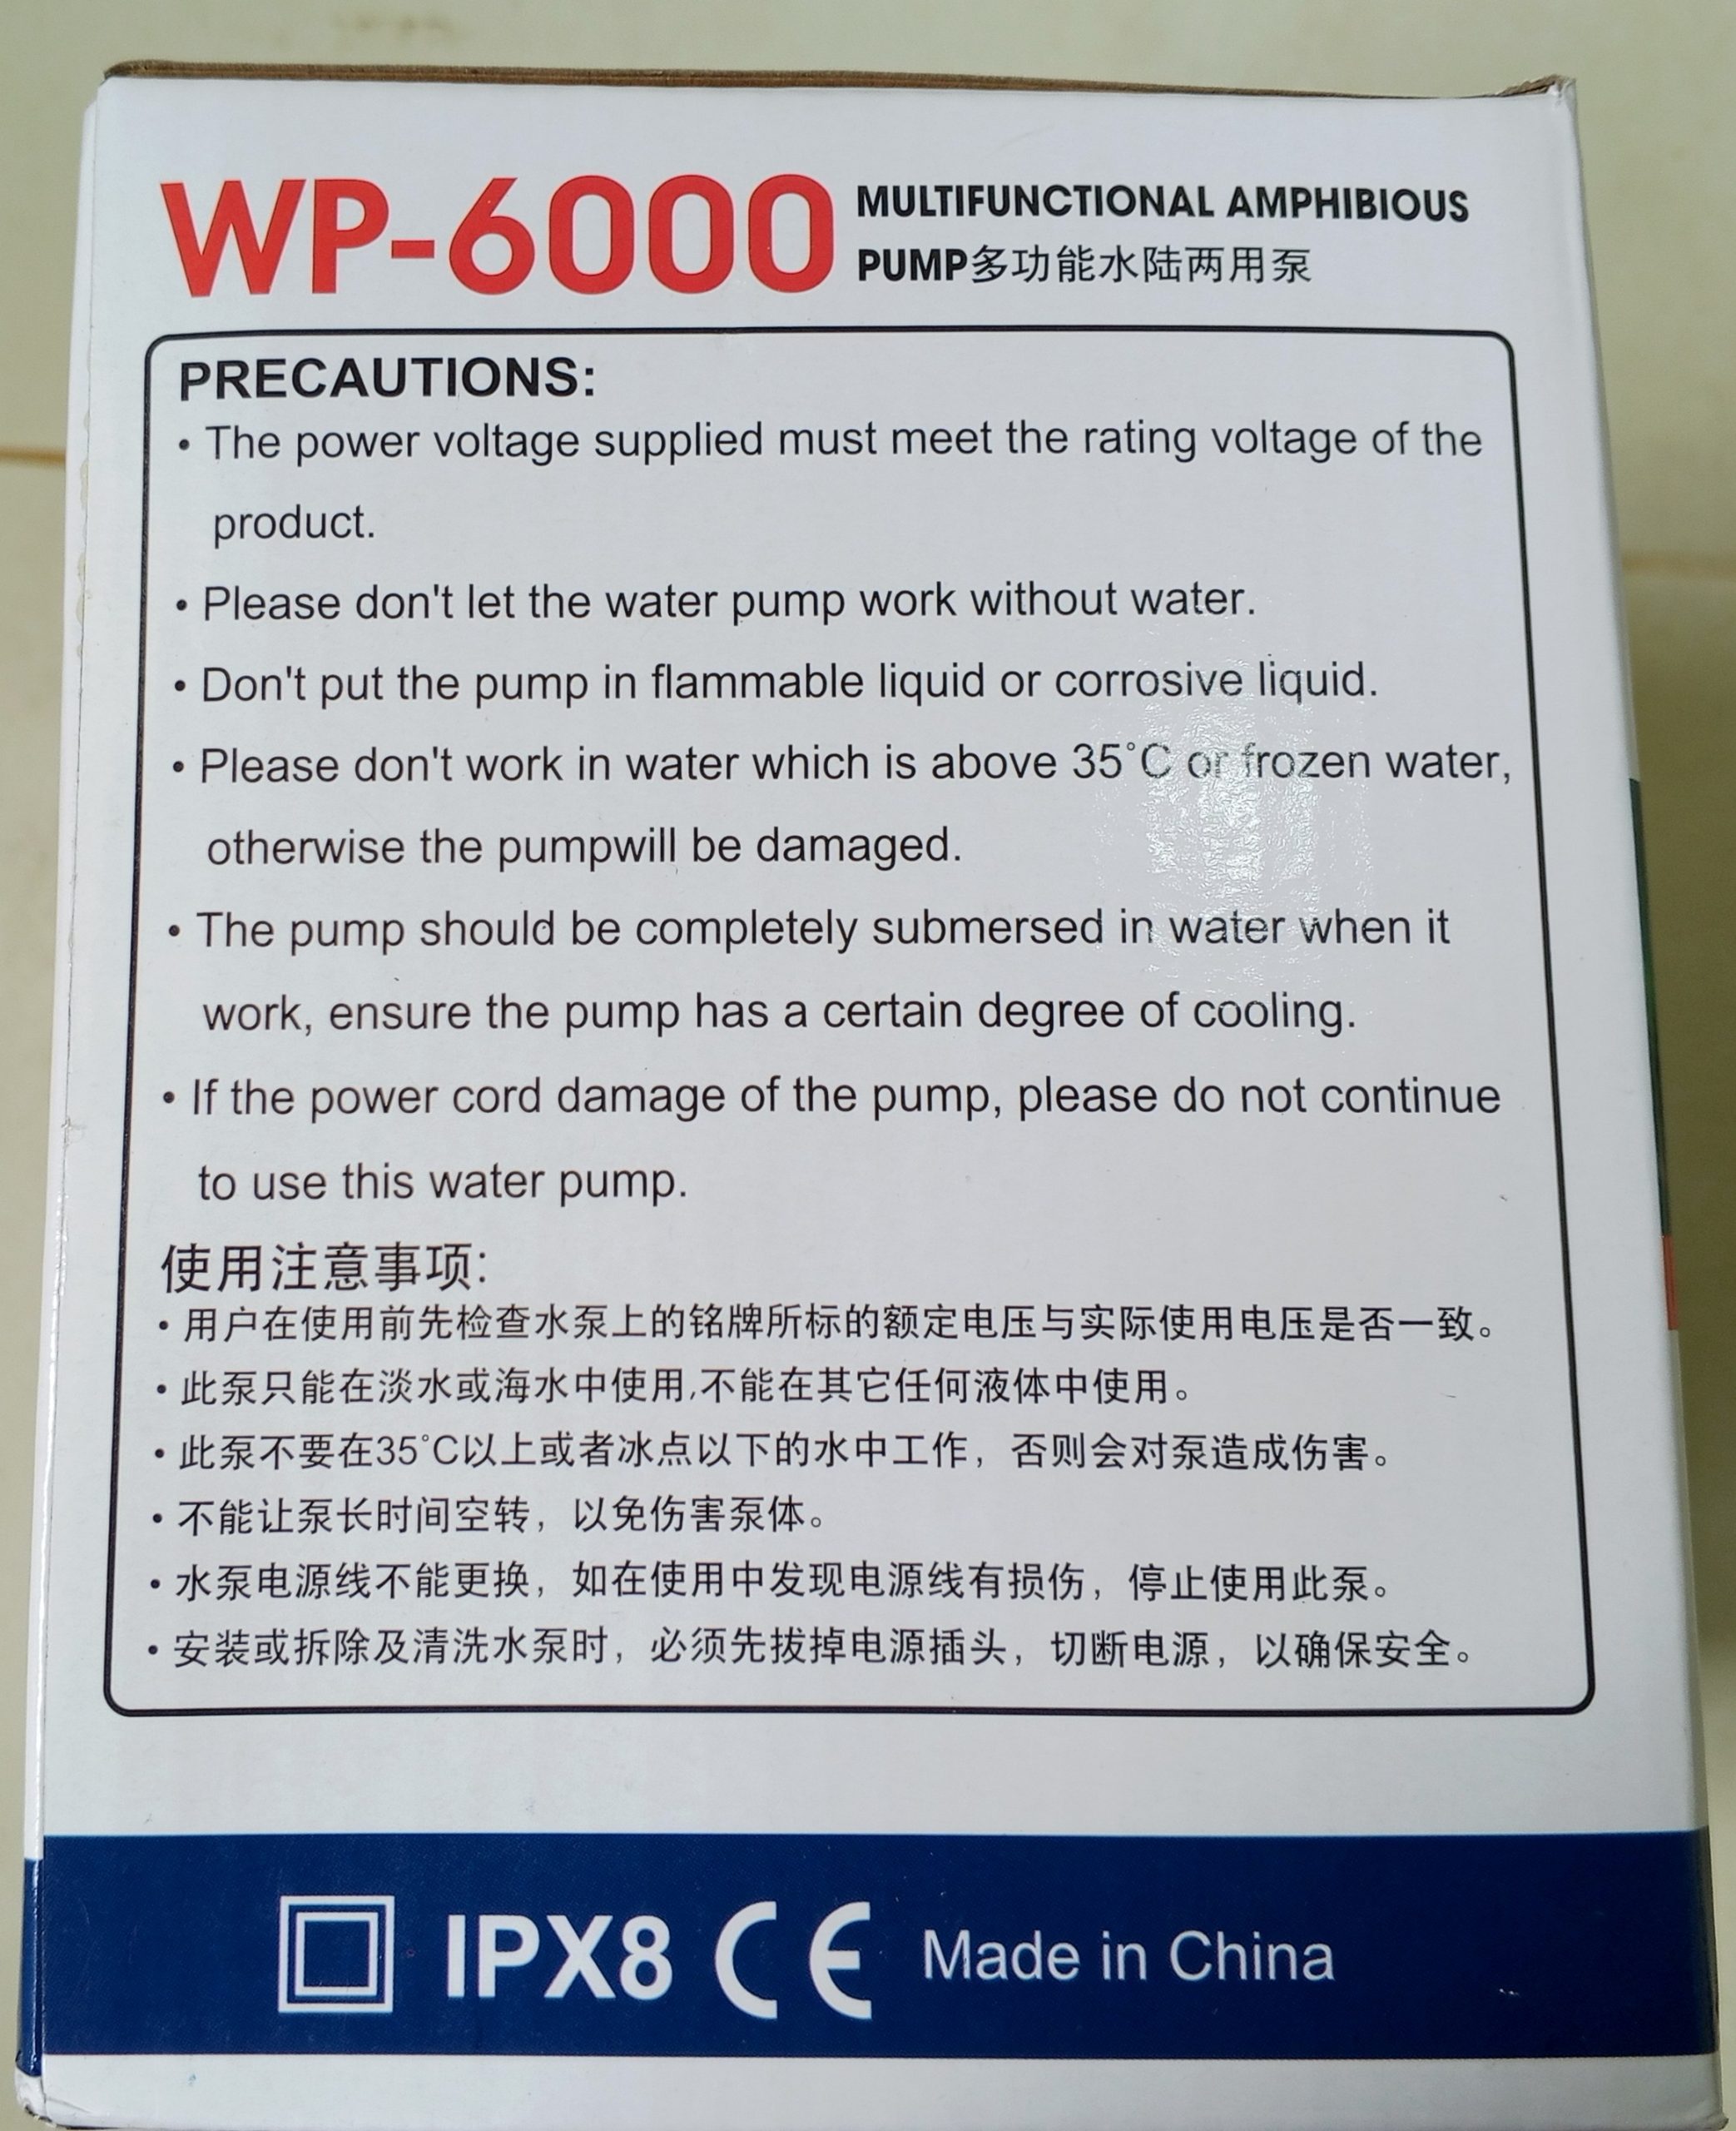 WP-6000
MULTIFUNCTIONAL AMPHIBIOUS
PUMP多功能水陆两用泵
PRECAUTIONS:
• The power voltage supplied must meet the rating voltage of the
product.
• Please don't let the water pump work without water.
• Don't put the pump in flammable liquid or corrosive liquid.
• Please don't work in water which is above 35°C or frozen water,
otherwise the pumpwill be damaged.
• The pump should be completely submersed in water when it
work, ensure the pump has a certain degree of cooling.
• If the power cord damage of the pump, please do not continue
to use this water pump.
使用注意事项:
• 用户在使用前先检查水泵上的铭牌所标的额定电压与实际使用电压是否一致。
• 此泵只能在淡水或海水中使用,不能在其它任何液体中使用。
• 此泵不要在35°C以上或者冰点以下的水中工作，否则会对泵造成伤害。
• 不能让泵长时间空转，以免伤害泵体。
• 水泵电源线不能更换，如在使用中发现电源线有损伤，停止使用此泵。
• 安装或拆除及清洗水泵时，必须先拔掉电源插头，切断电源，以确保安全。
IPX8 CE Made in China